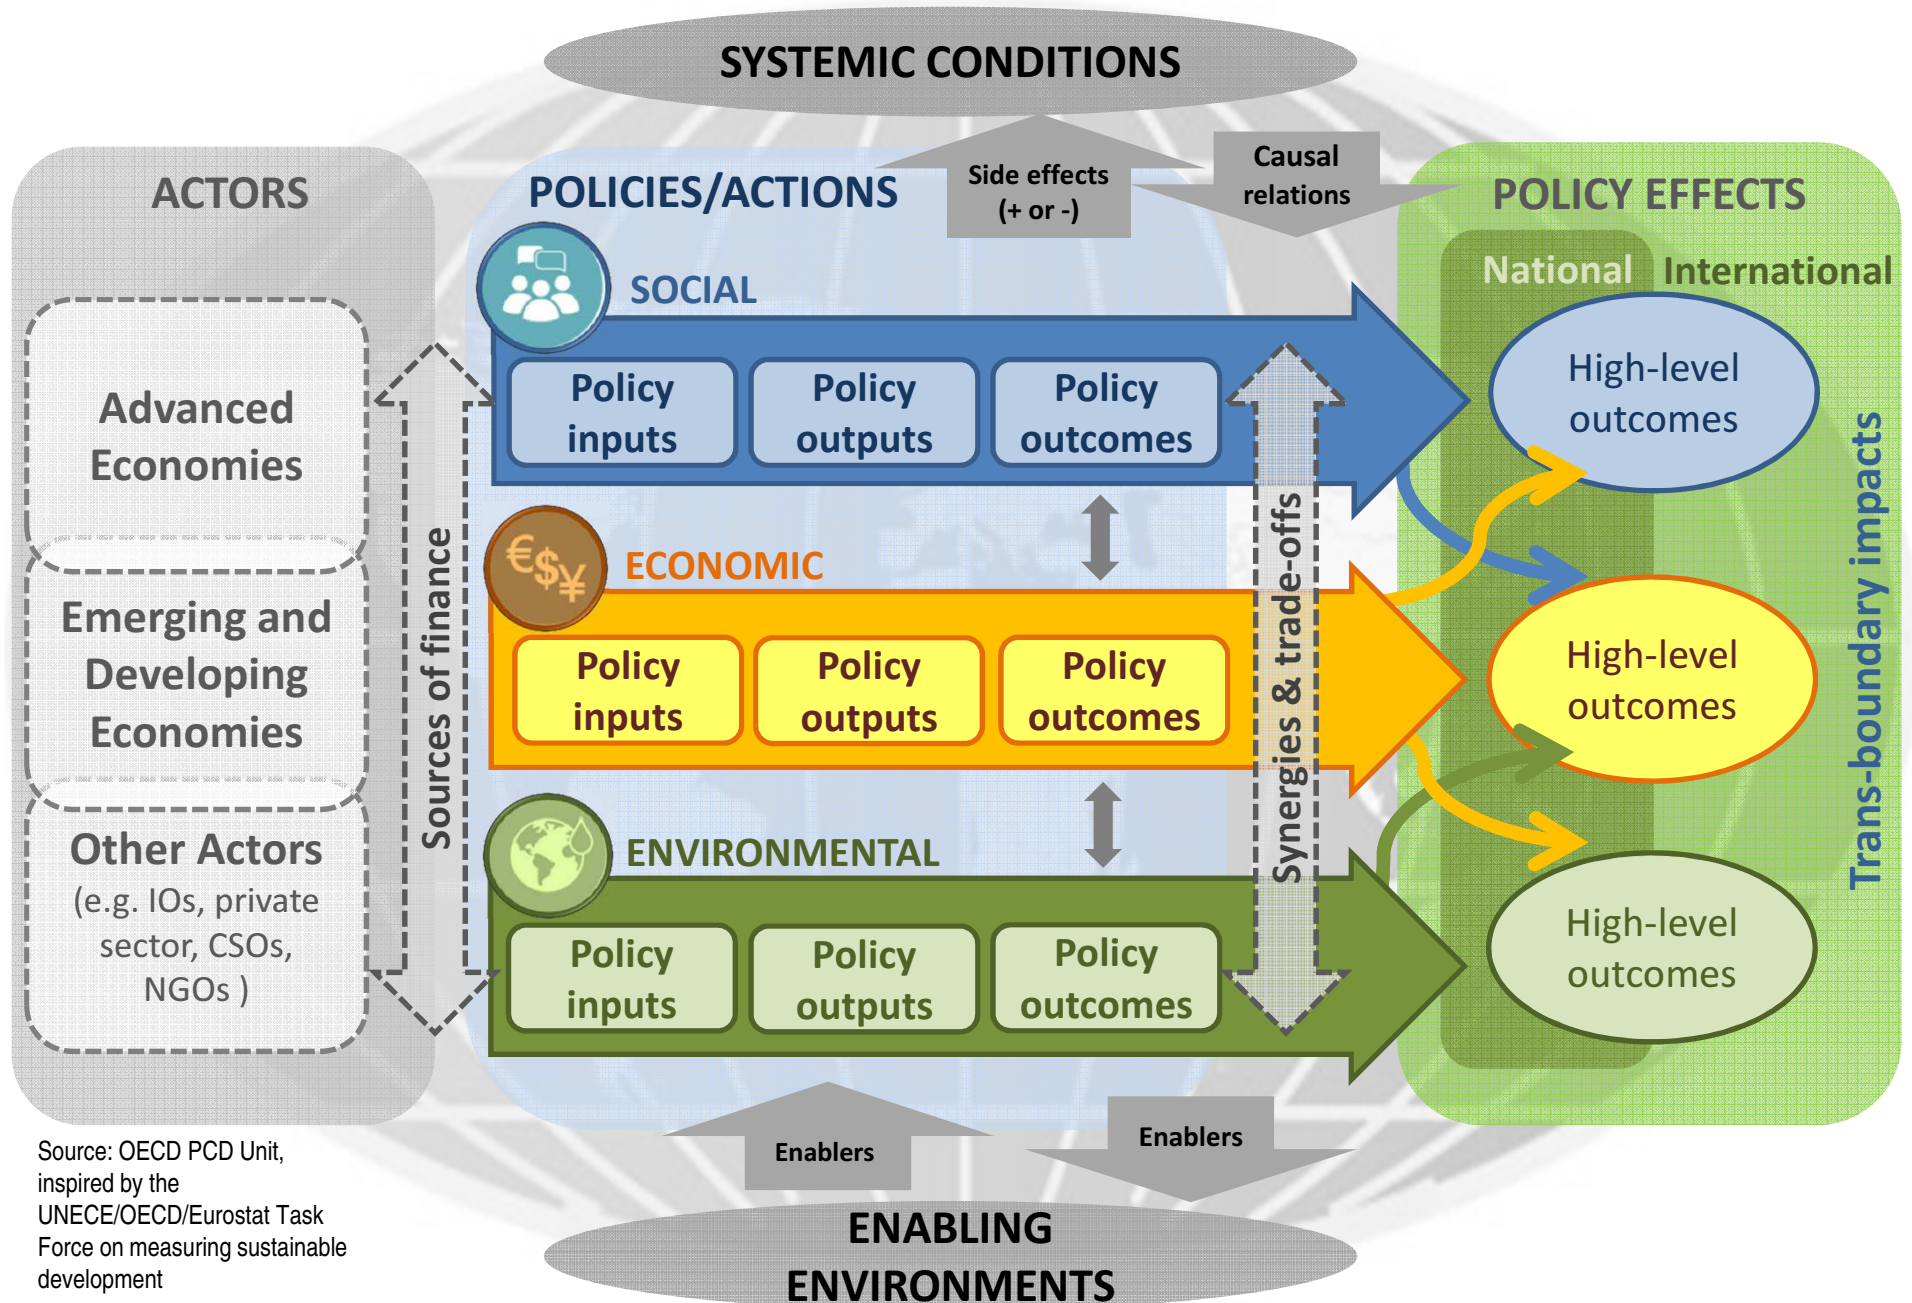 SYSTEMIC CONDITIONS
Side effects
(+ or -)
Causal
relations
ACTORS
Advanced
Economies
Emerging and
Developing
Economies
Other Actors
(e.g. IOs, private
sector, CSOs,
NGOs )
Sources of finance
POLICIES/ACTIONS
SOCIAL
Policy
inputs
Policy
outputs
Policy
outcomes
€$¥
ECONOMIC
Policy
inputs
Policy
outputs
Policy
outcomes
ENVIRONMENTAL
Policy
inputs
Policy
outputs
Policy
outcomes
Synergies & trade-offs
POLICY EFFECTS
National
International
High-level
outcomes
High-level
outcomes
High-level
outcomes
Trans-boundary impacts
Enablers
Enablers
ENABLING
ENVIRONMENTS
Source: OECD PCD Unit,
inspired by the
UNECE/OECD/Eurostat Task
Force on measuring sustainable
development